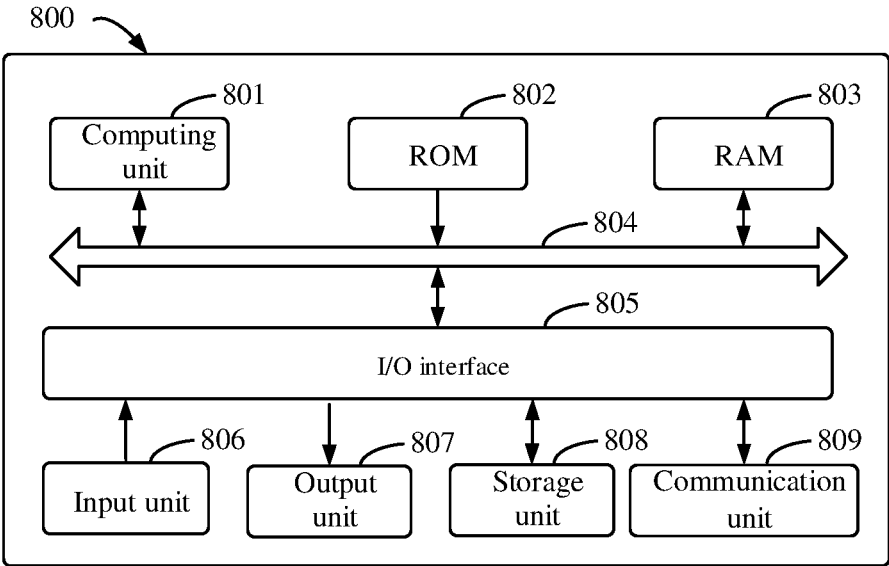 800
801
802
803
Computing
unit
ROM
RAM
804
805
I/O interface
806
807
808
809
Input unit
Output
unit
Storage
unit
Communication
unit